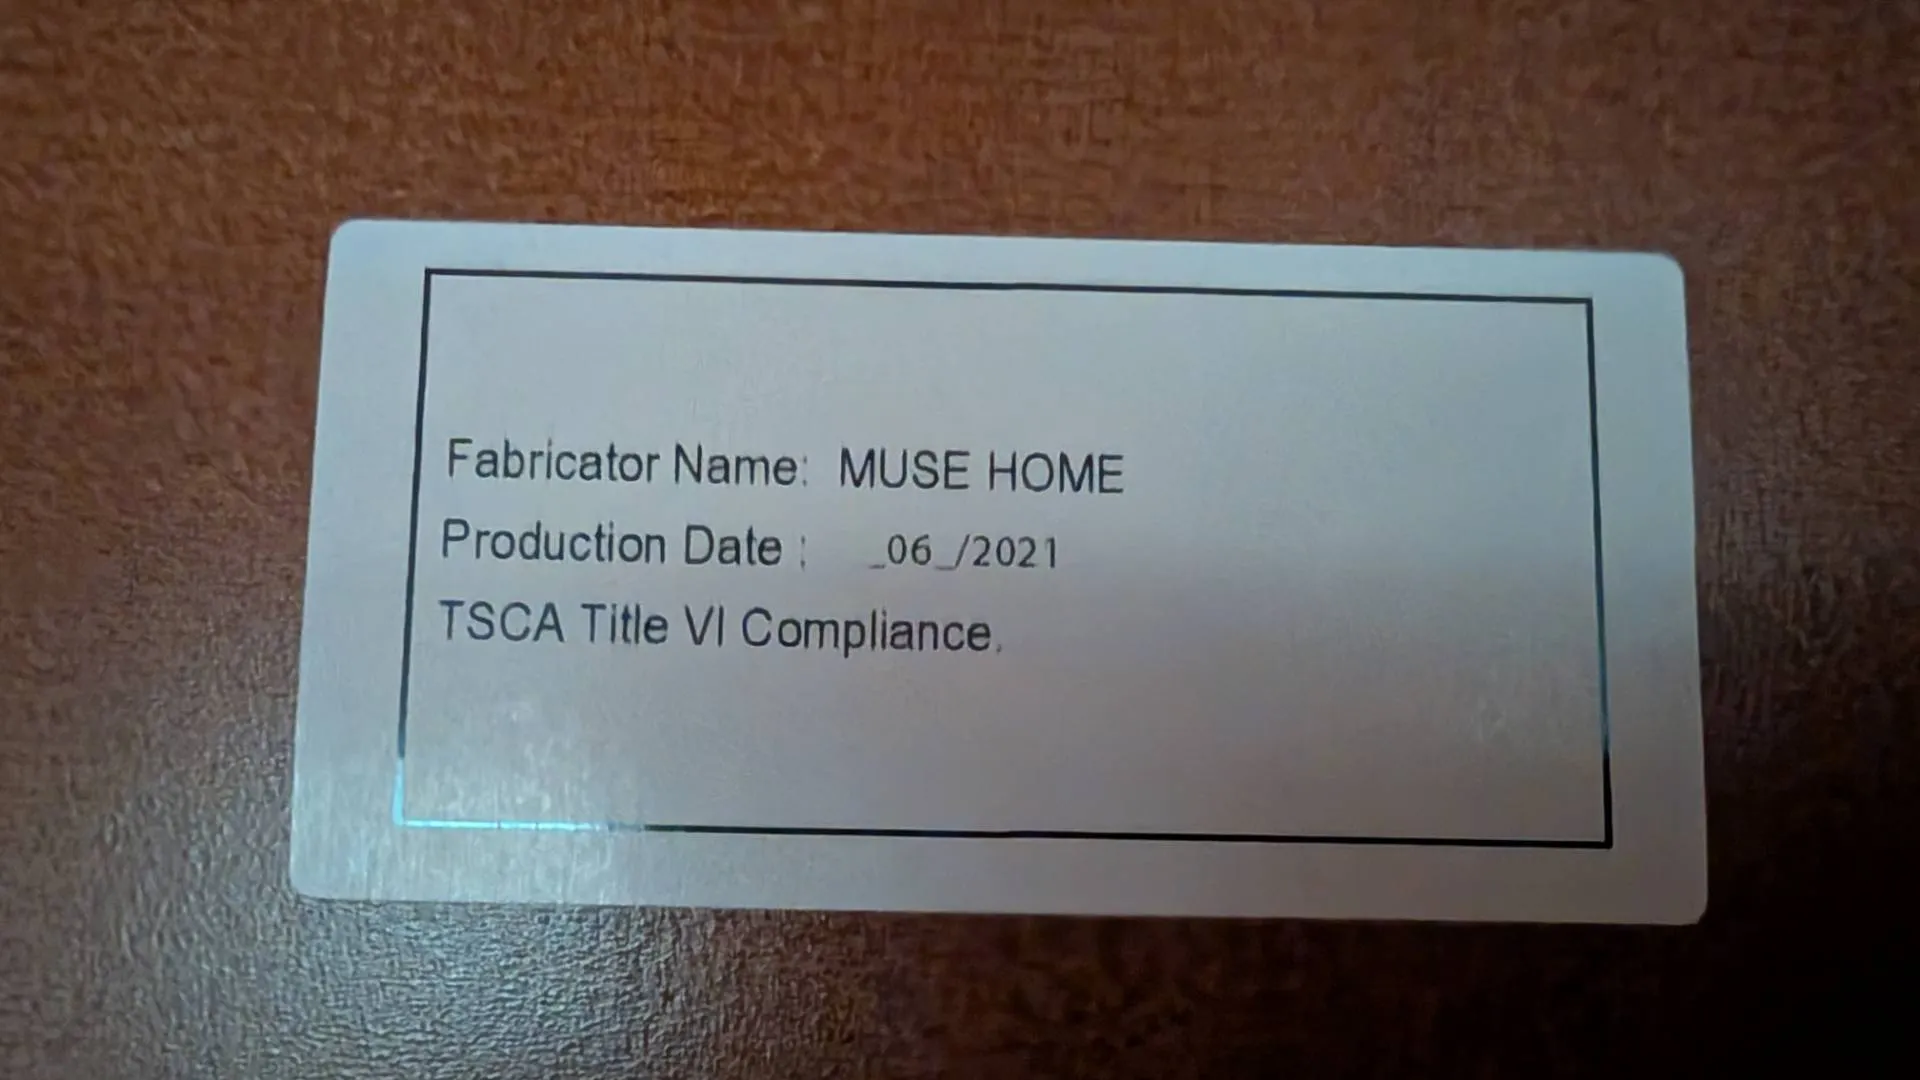 Fabricator Name: MUSE HOME
Production Date : _06_/2021
TSCA Title VI Compliance.